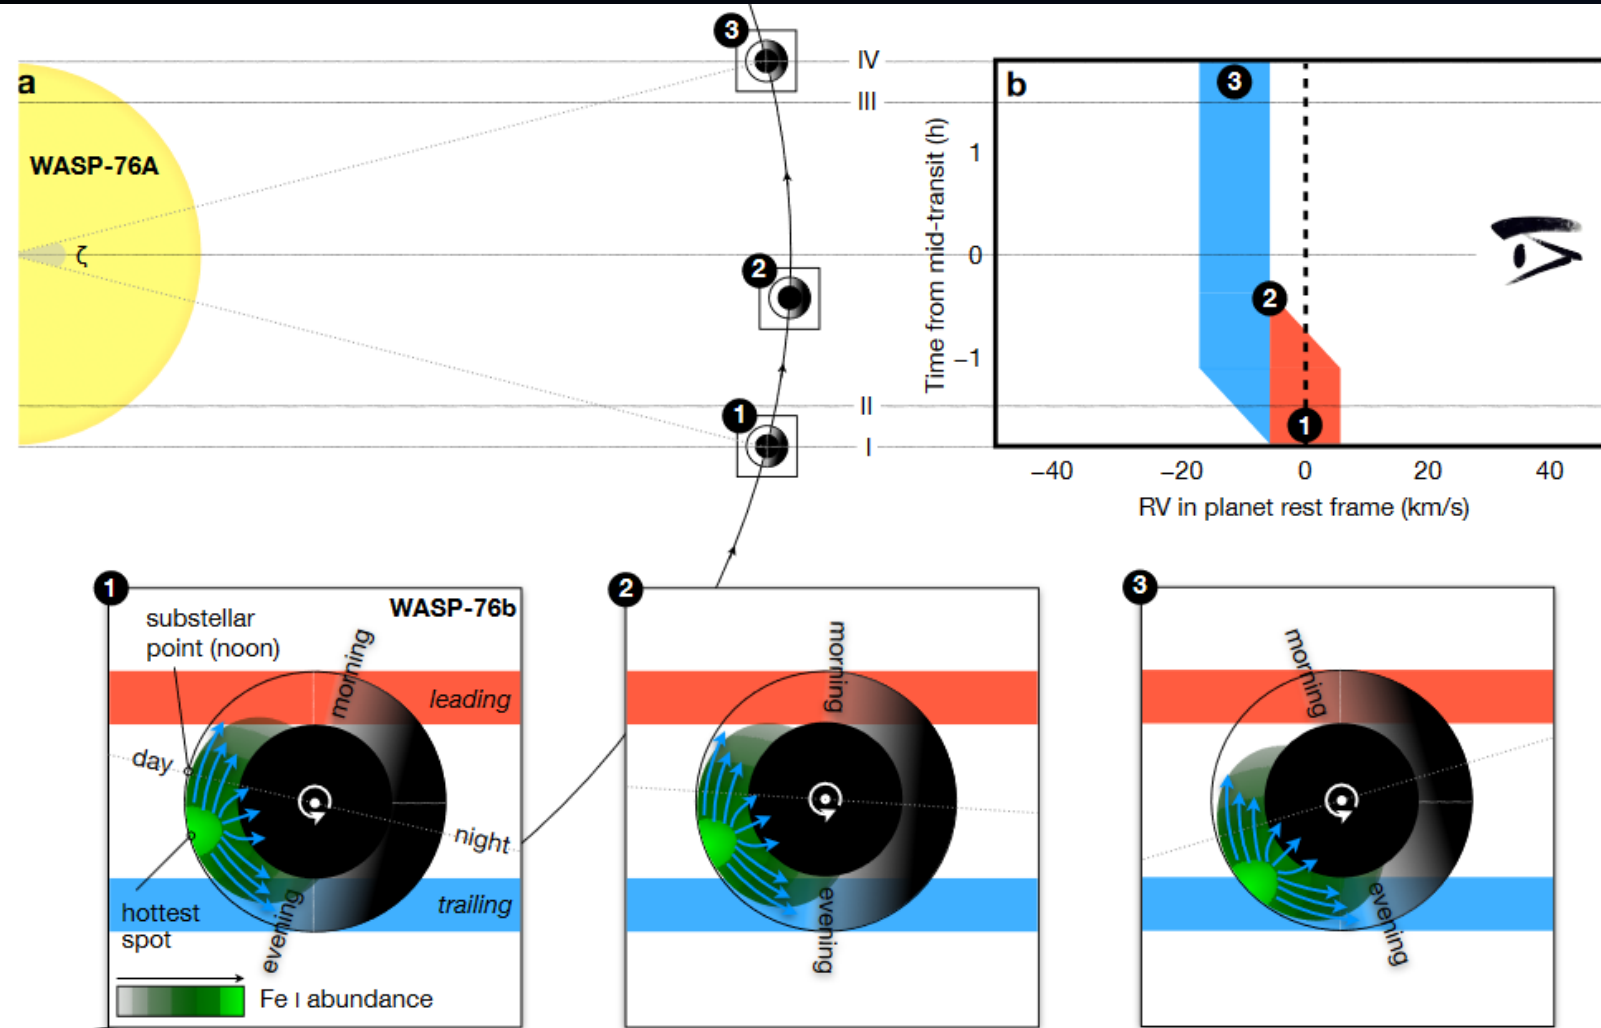 a
WASP-76A
ζ
3
2
1
IV
III
II
I
b
3
2
1
Time from mid-transit (h)
1
0
−1
−40
−20
0
20
40
RV in planet rest frame (km/s)
1
WASP-76b
substellar
point (noon)
morning
leading
day
night
trailing
hottest
spot
evening
Fe I abundance
2
morning
evening
3
morning
evening